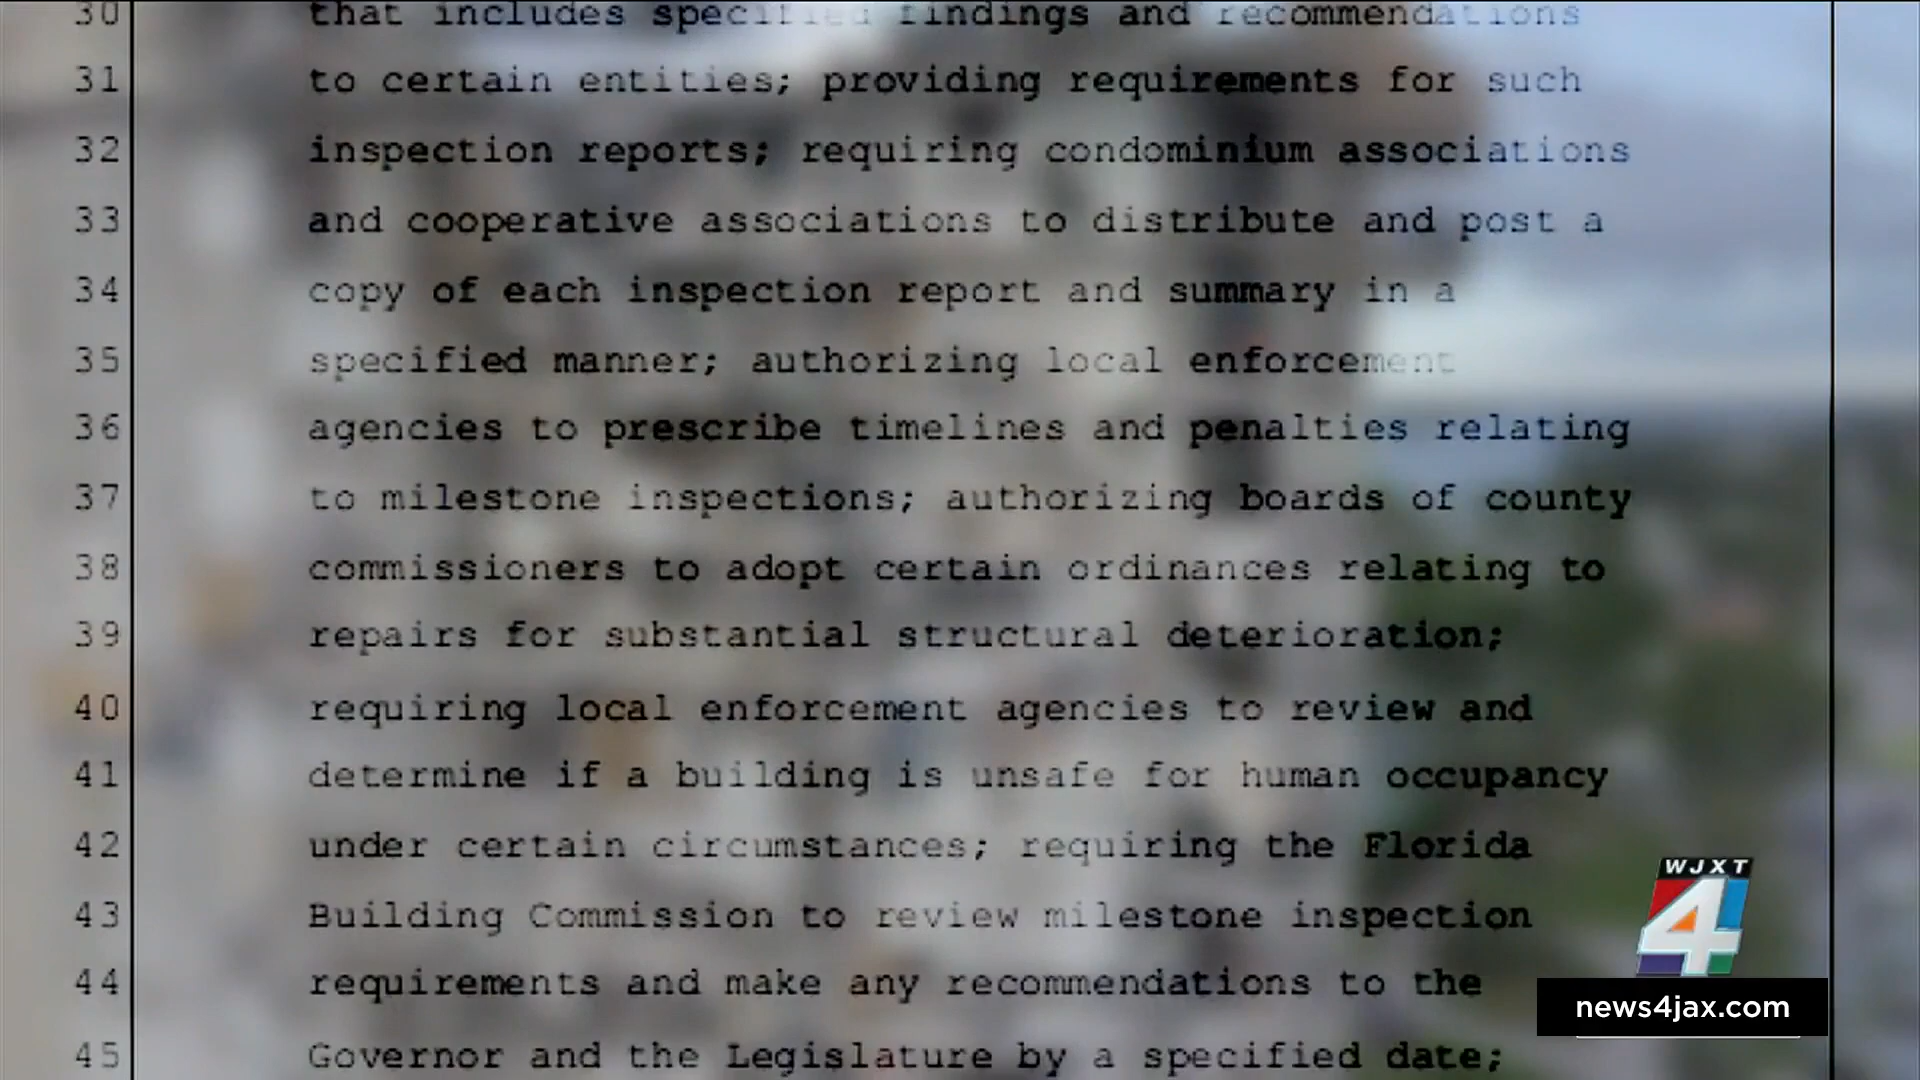 30 that includes specified findings and recommendations
31 to certain entities; providing requirements for such
32 inspection reports; requiring condominium associations
33 and cooperative associations to distribute and post a
34 copy of each inspection report and summary in a
35 specified manner; authorizing local enforcement
36 agencies to prescribe timelines and penalties relating
37 to milestone inspections; authorizing boards of county
38 commissioners to adopt certain ordinances relating to
39 repairs for substantial structural deterioration;
40 requiring local enforcement agencies to review and
41 determine if a building is unsafe for human occupancy
42 under certain circumstances; requiring the Florida
43 Building Commission to review milestone inspection
44 requirements and make any recommendations to the
45 Governor and the Legislature by a specified date;
WJXT
4
news4jax.com